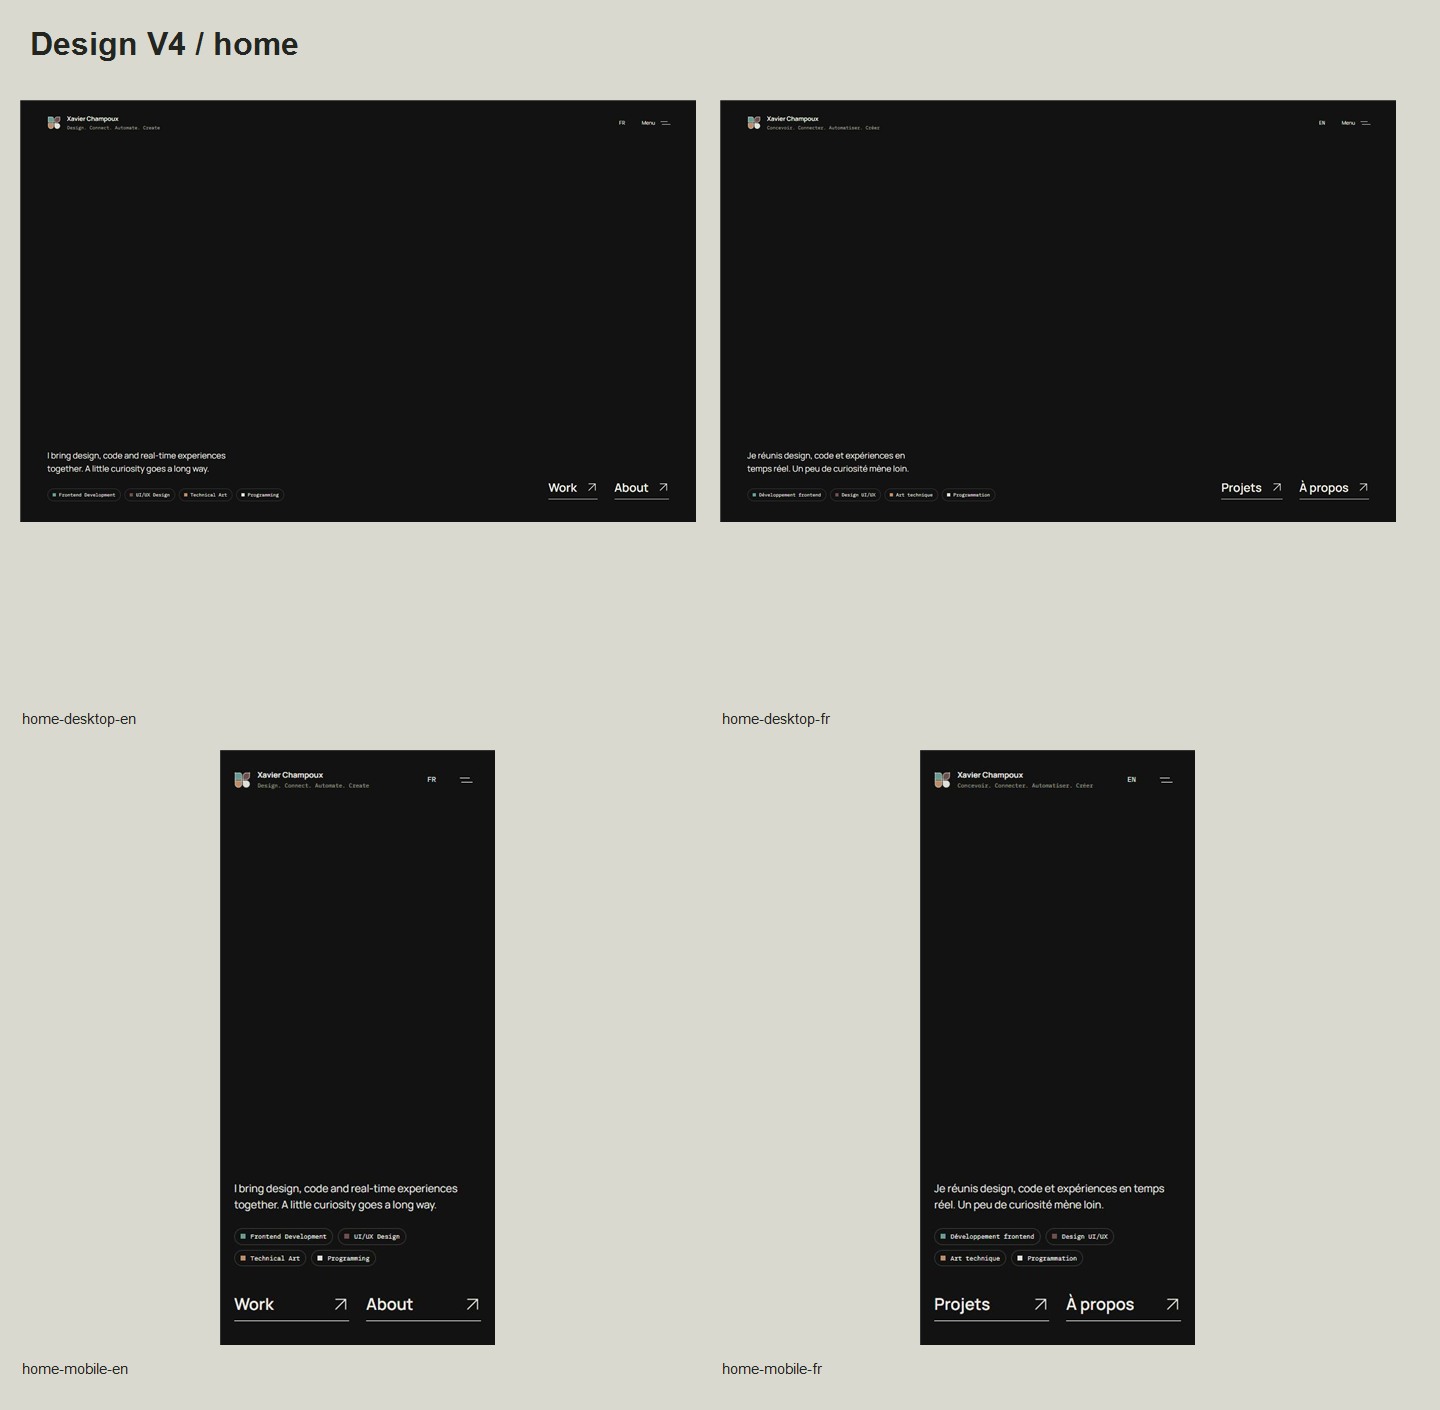 Design V4 / home
Xavier Champoux
Design. Connect. Automate. Create
FR
Menu
I bring design, code and real-time experiences
together. A little curiosity goes a long way.
Frontend Development
UI/UX Design
Technical Art
Programming
Work
About
Xavier Champoux
Concevoir. Connecter. Automatiser. Créer
EN
Menu
Je réunis design, code et expériences en
temps réel. Un peu de curiosité mène loin.
Développement frontend
Design UI/UX
Art technique
Programmation
Projets
À propos
home-desktop-en
home-desktop-fr
Xavier Champoux
Design. Connect. Automate. Create
FR
I bring design, code and real-time experiences
together. A little curiosity goes a long way.
Frontend Development
UI/UX Design
Technical Art
Programming
Work
About
Xavier Champoux
Concevoir. Connecter. Automatiser. Créer
EN
Je réunis design, code et expériences en temps
réel. Un peu de curiosité mène loin.
Développement frontend
Design UI/UX
Art technique
Programmation
Projets
À propos
home-mobile-en
home-mobile-fr